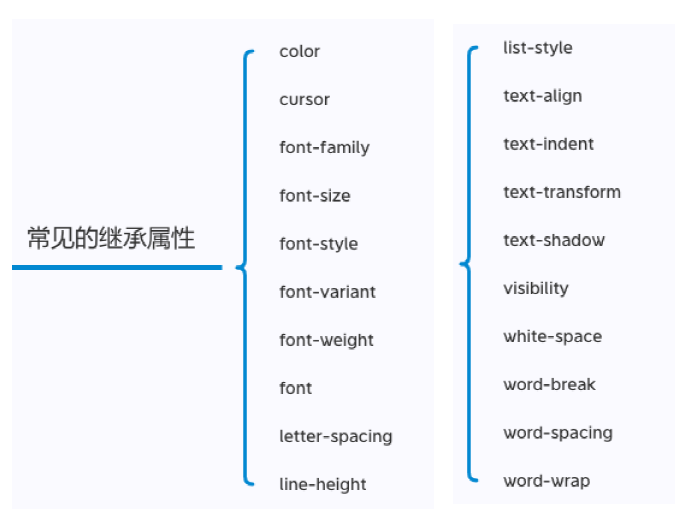 常见的继承属性
color
cursor
font-family
font-size
font-style
font-variant
font-weight
font
letter-spacing
line-height
list-style
text-align
text-indent
text-transform
text-shadow
visibility
white-space
word-break
word-spacing
word-wrap